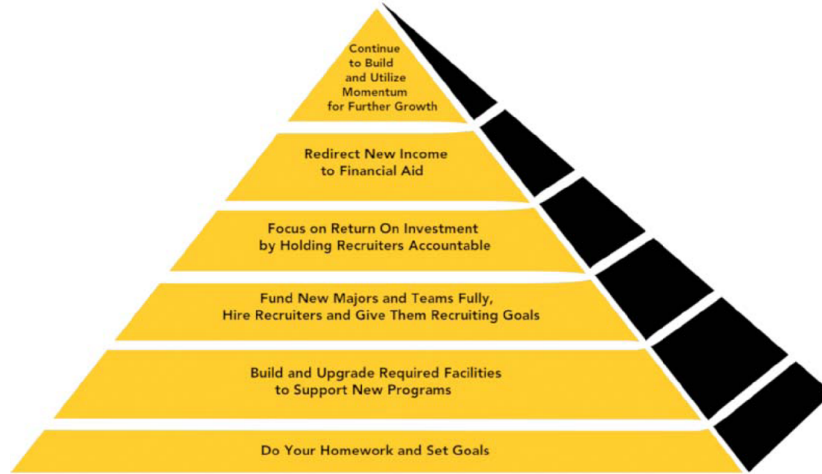 Continue
to Build
and Utilize
Momentum
for Further Growth
Redirect New Income
to Financial Aid
Focus on Return On Investment
by Holding Recruiters Accountable
Fund New Majors and Teams Fully,
Hire Recruiters and Give Them Recruiting Goals
Build and Upgrade Required Facilities
to Support New Programs
Do Your Homework and Set Goals